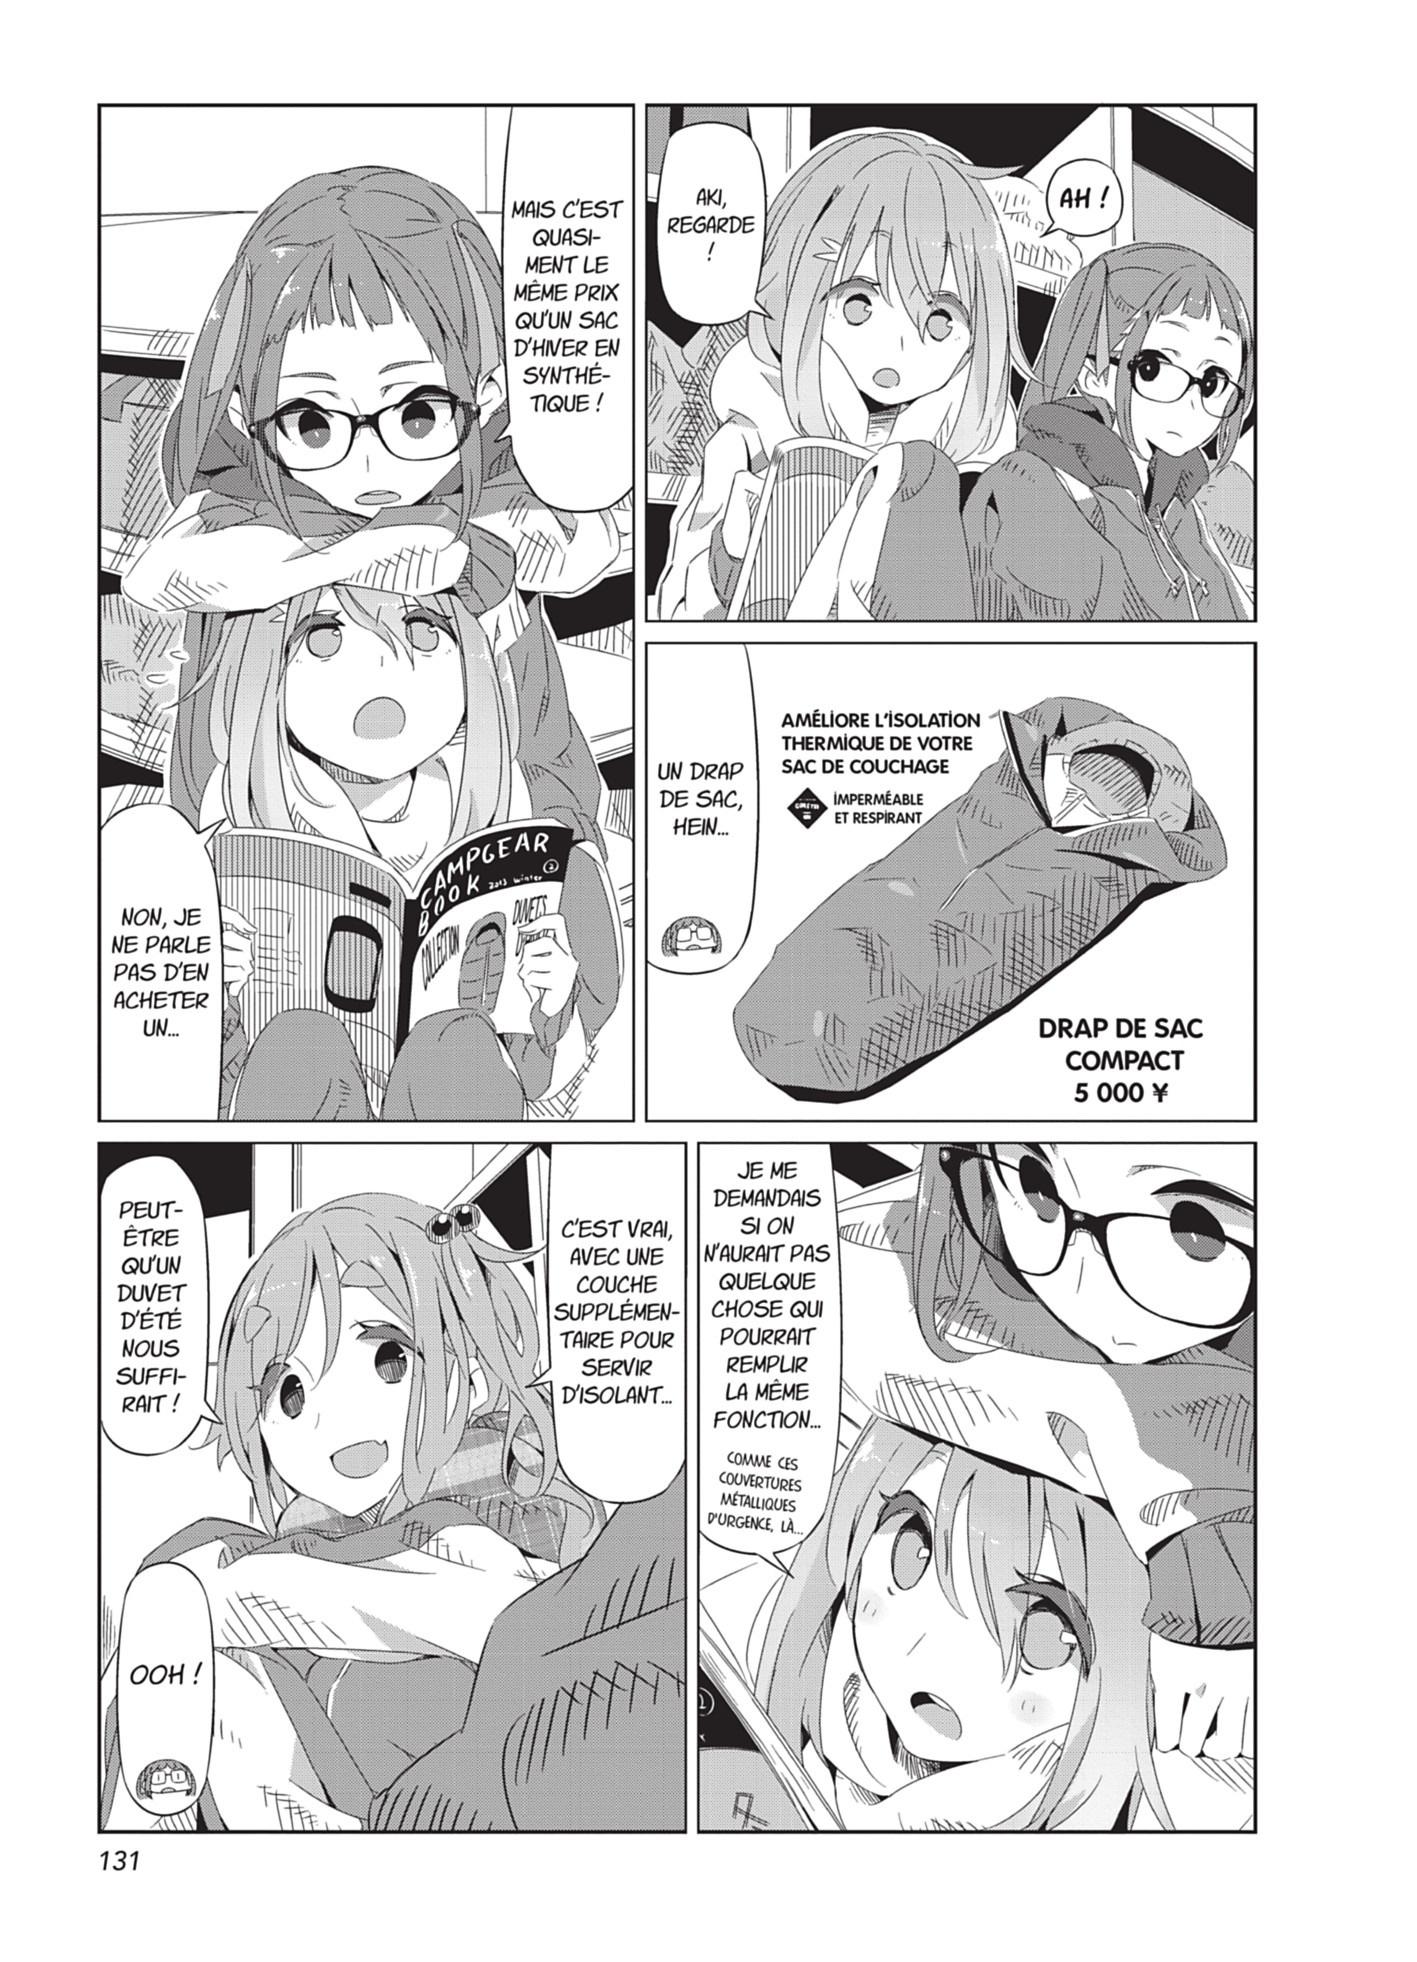 AH !
AKI,
REGARDE
!
AMÉLIORE L'ISOLATION
THERMIQUE DE VOTRE
SAC DE COUCHAGE
IMPERMÉABLE
ET RESPIRANT
DRAP DE SAC
COMPACT
5 000 ¥
UN DRAP
DE SAC,
HEIN...
MAIS C'EST
QUASI-
MENT LE
MÊME PRIX
QU'UN SAC
D'HIVER EN
SYNTHÉ-
TIQUE !
NON, JE
NE PARLE
PAS D'EN
ACHETER
UN...
CAMPGEAR
BOOK 2013 winter 2
COLLECTION
DUVETS
JE ME
DEMANDAIS
SI ON
N'AURAIT PAS
QUELQUE
CHOSE QUI
POURRAIT
REMPLIR
LA MÊME
FONCTION...
COMME CES
COUVERTURES
MÉTALLIQUES
D'URGENCE, LÀ...
C'EST VRAI,
AVEC UNE
COUCHE
SUPPLÉMEN-
TAIRE POUR
SERVIR
D'ISOLANT...
PEUT-
ÊTRE
QU'UN
DUVET
D'ÉTÉ
NOUS
SUFFI-
RAIT !
OOH !
131